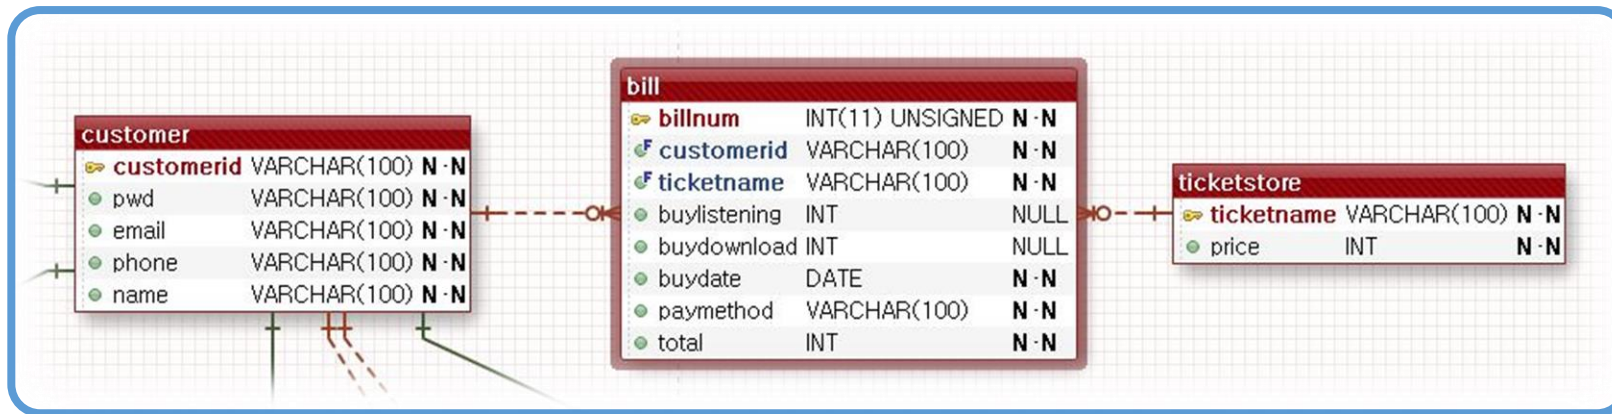 customer
customerid VARCHAR(100) N·N
pwd VARCHAR(100) N·N
email VARCHAR(100) N·N
phone VARCHAR(100) N·N
name VARCHAR(100) N·N
bill
billnum INT(11) UNSIGNED N·N
customerid VARCHAR(100) N·N
ticketname VARCHAR(100) N·N
buylistening INT NULL
buydownload INT NULL
buydate DATE N·N
paymethod VARCHAR(100) N·N
total INT N·N
ticketstore
ticketname VARCHAR(100) N·N
price INT N·N